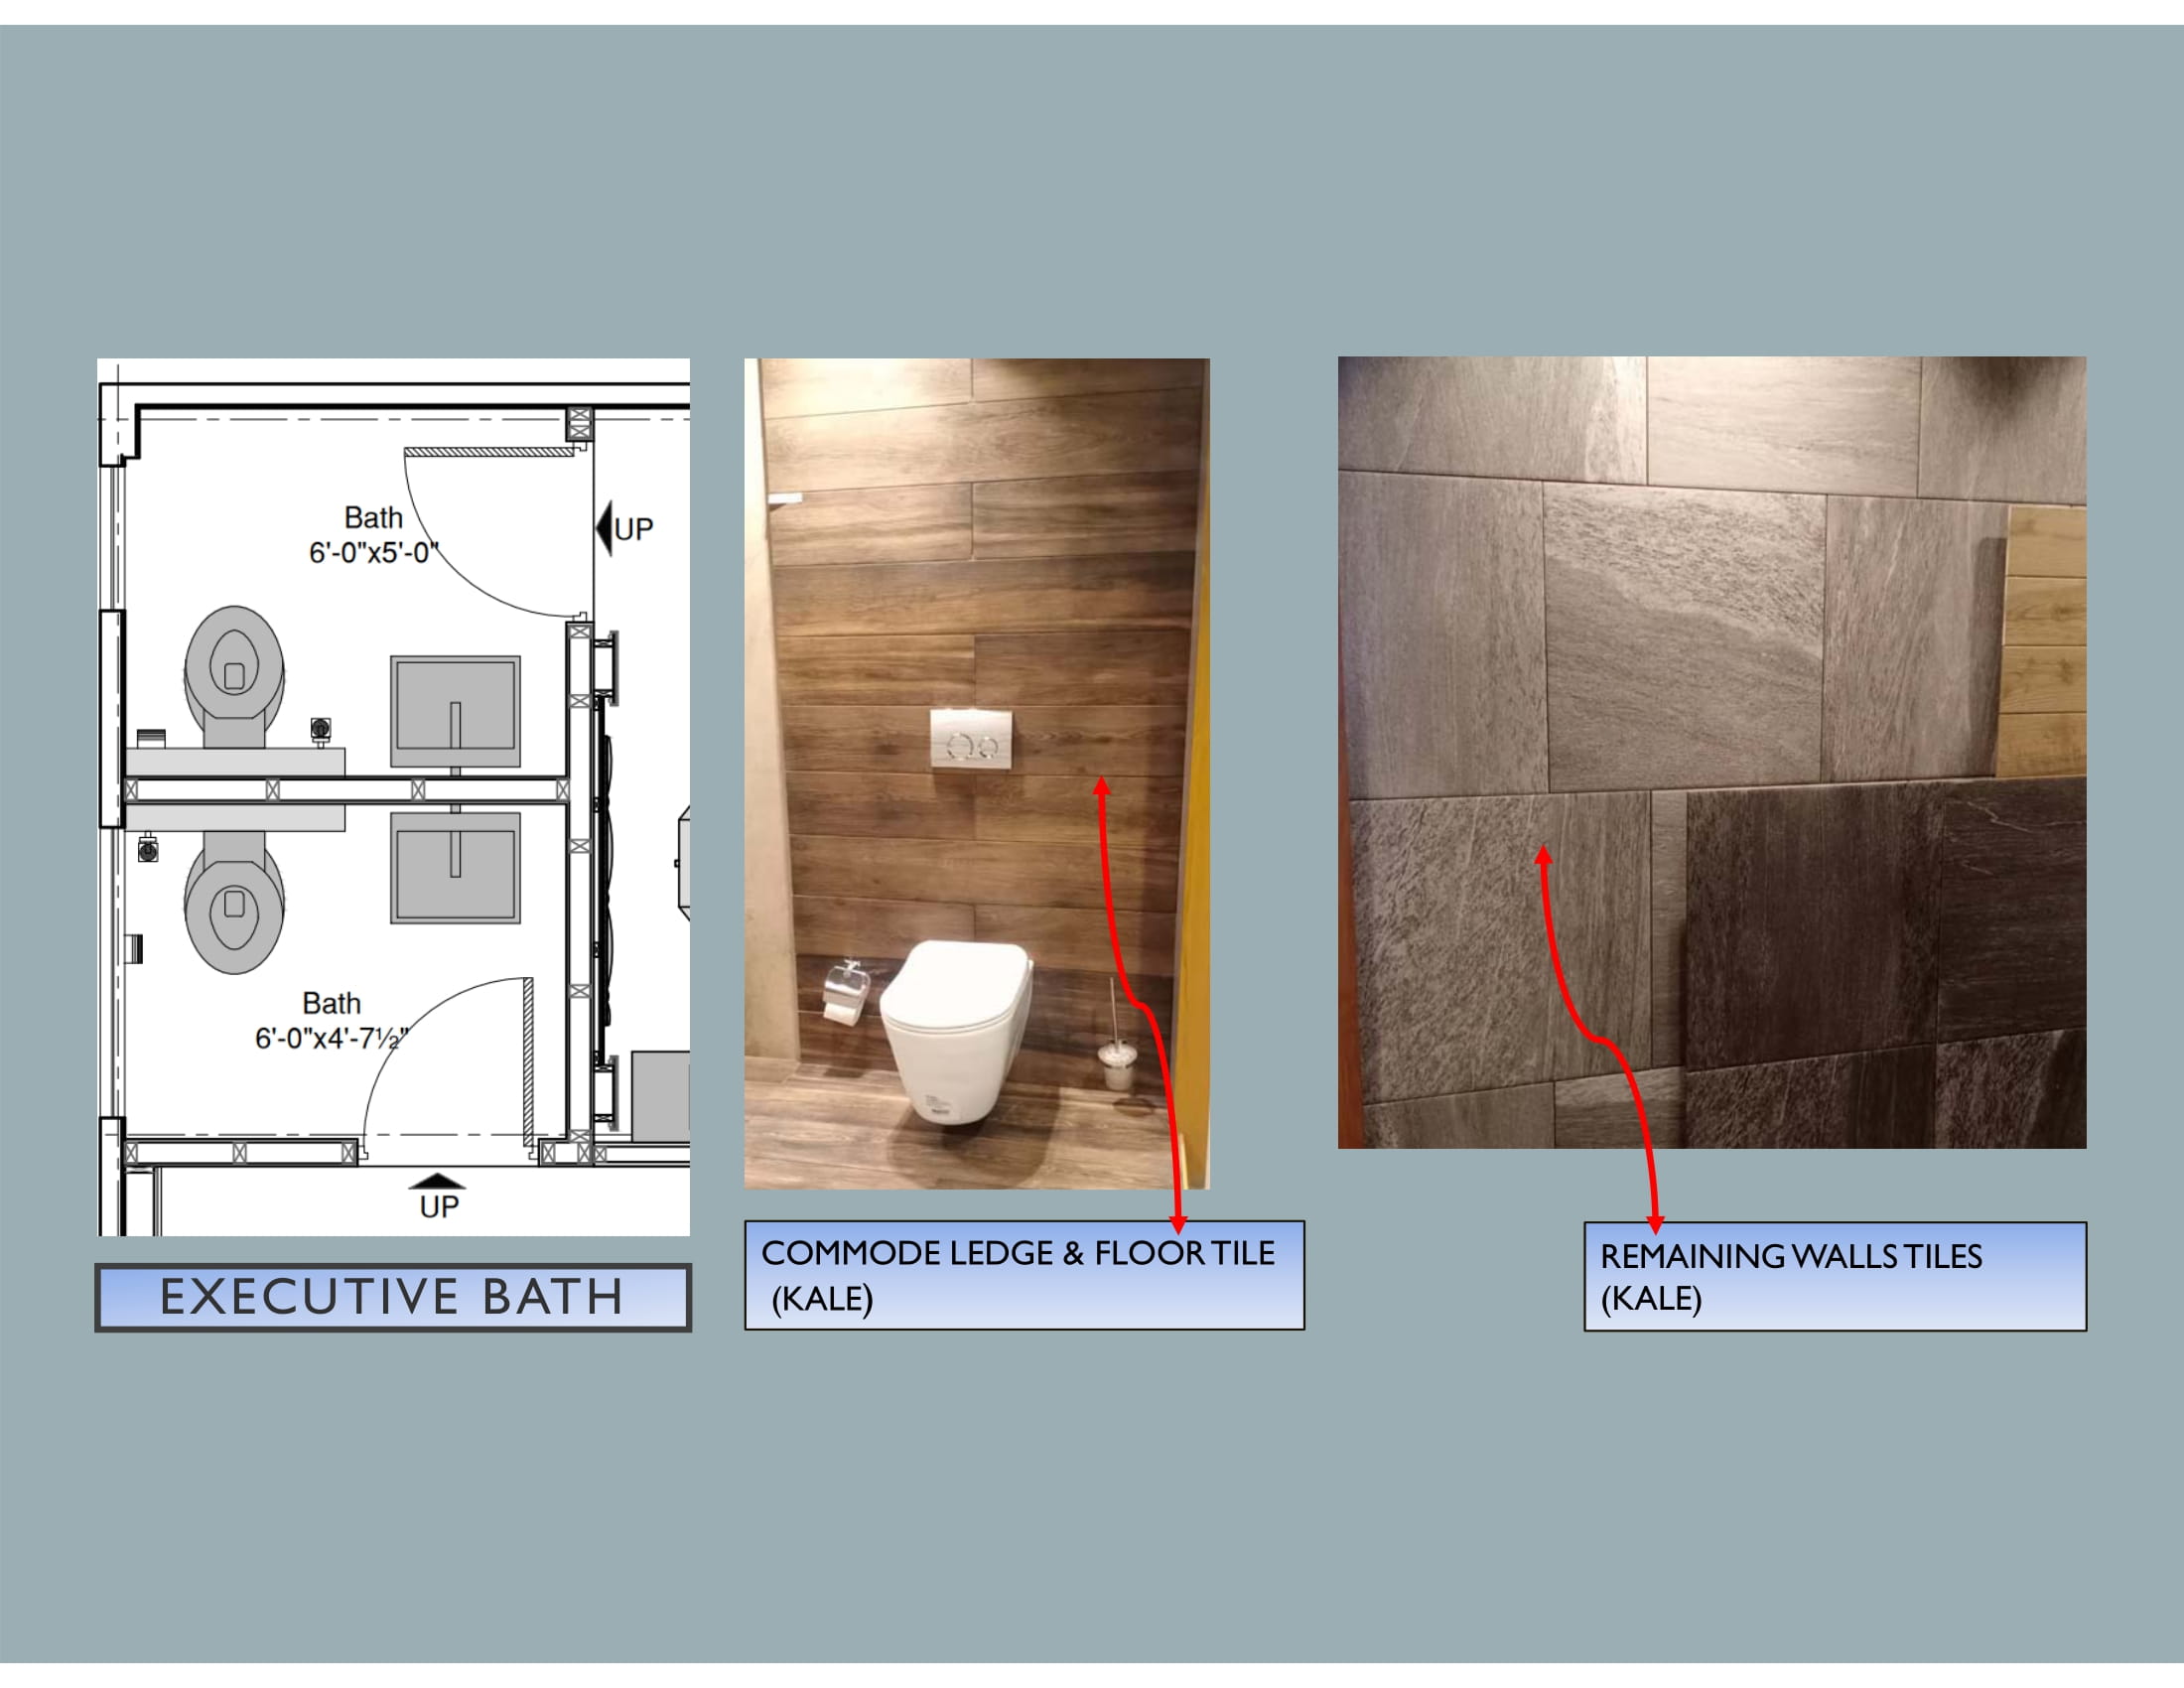 Bath
6'-0"x5'-0"
UP
Bath
6'-0"x4'-7½"
UP
EXECUTIVE BATH
COMMODE LEDGE & FLOOR TILE
(KALE)
REMAINING WALLS TILES
(KALE)